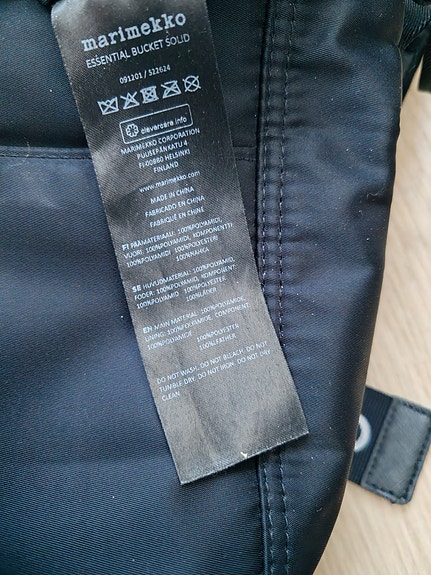 marimekko
ESSENTIAL BUCKET SOLID
091201 / 522624
clevercare.info
MARIMEKKO CORPORATION
PUUSEPÄNKATU 4
FI-00880 HELSINKI
FINLAND
www.marimekko.com
MADE IN CHINA
FABRICADO EN CHINA
FABRIQUÉ EN CHINE
FI PÄÄMATERIAALI: 100%POLYAMIDI,
VUORI: 100%POLYAMIDI, KOMPONENTTI
100%POLYAMIDI 100%POLYESTERI
100%NAHKA
SE HUVUDMATERIAL: 100%POLYAMID,
FODER: 100%POLYAMID, KOMPONENT:
100%POLYAMID 100%POLYESTER
100%LÄDER
EN MAIN MATERIAL: 100%POLYAMIDE,
LINING: 100%POLYAMIDE, COMPONENT:
100%POLYAMIDE 100%POLYESTER
100%LEATHER
DO NOT WASH. DO NOT BLEACH. DO NOT
TUMBLE DRY. DO NOT IRON. DO NOT DRY
CLEAN